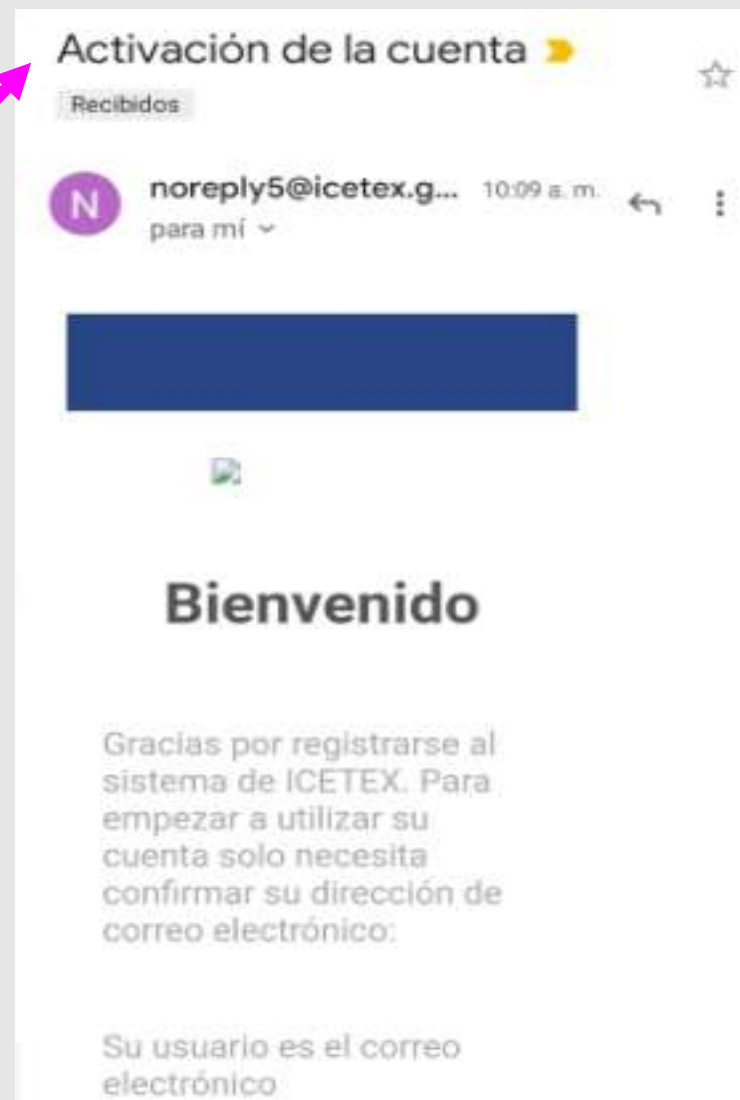 Activación de la cuenta
Recibidos
N
noreply5@icetex.g... 10:09 a. m.
para mí
Bienvenido
Gracias por registrarse al
sistema de ICETEX. Para
empezar a utilizar su
cuenta solo necesita
confirmar su dirección de
correo electrónico:
Su usuario es el correo
electrónico